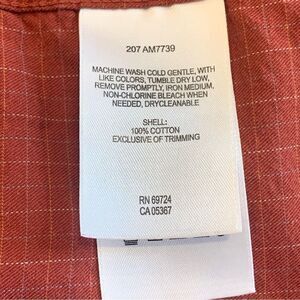 207 AM7739
MACHINE WASH COLD GENTLE, WITH
LIKE COLORS, TUMBLE DRY LOW,
REMOVE PROMPTLY, IRON MEDIUM,
NON-CHLORINE BLEACH WHEN
NEEDED, DRYCLEANABLE
SHELL:
100% COTTON
EXCLUSIVE OF TRIMMING
RN 69724
CA 05367